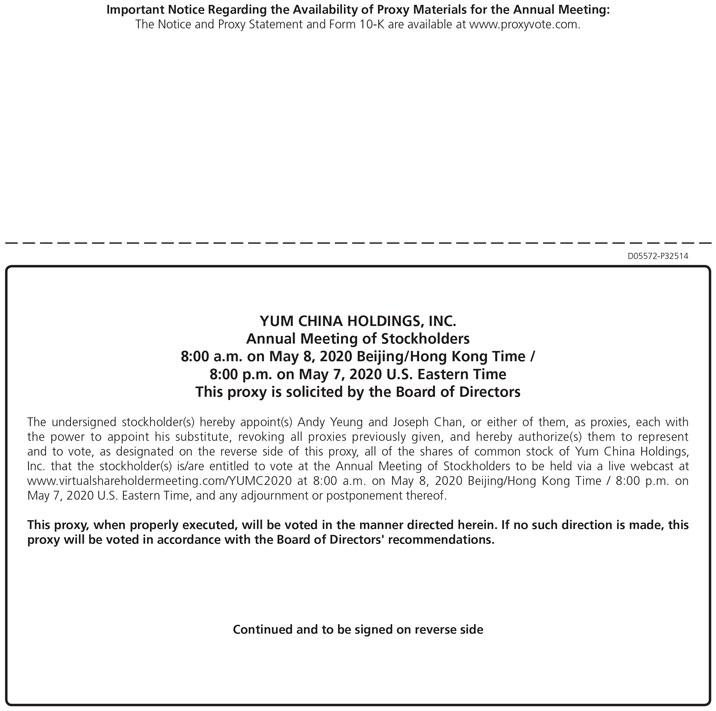 Important Notice Regarding the Availability of Proxy Materials for the Annual Meeting:
The Notice and Proxy Statement and Form 10-K are available at www.proxyvote.com.
D05572-P32514
YUM CHINA HOLDINGS, INC.
Annual Meeting of Stockholders
8:00 a.m. on May 8, 2020 Beijing/Hong Kong Time /
8:00 p.m. on May 7, 2020 U.S. Eastern Time
This proxy is solicited by the Board of Directors
The undersigned stockholder(s) hereby appoint(s) Andy Yeung and Joseph Chan, or either of them, as proxies, each with
the power to appoint his substitute, revoking all proxies previously given, and hereby authorize(s) them to represent
and to vote, as designated on the reverse side of this proxy, all of the shares of common stock of Yum China Holdings,
Inc. that the stockholder(s) is/are entitled to vote at the Annual Meeting of Stockholders to be held via a live webcast at
www.virtualshareholdermeeting.com/YUMC2020 at 8:00 a.m. on May 8, 2020 Beijing/Hong Kong Time / 8:00 p.m. on
May 7, 2020 U.S. Eastern Time, and any adjournment or postponement thereof.
This proxy, when properly executed, will be voted in the manner directed herein. If no such direction is made, this
proxy will be voted in accordance with the Board of Directors' recommendations.
Continued and to be signed on reverse side